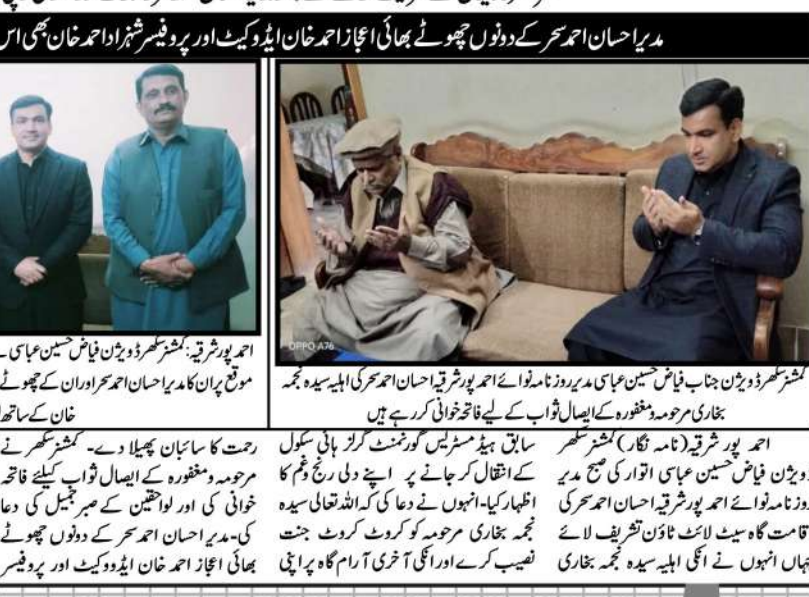 مدیر احسان احمد سحر کے دونوں چھوٹے بھائی اعجاز احمد خان ایڈوکیٹ اور پروفیسر شہزاد احمد خان بھی اس
OPPO A76
کمشنر سکھر ڈویژن جناب فیاض حسین عباسی مدیر روزنامہ نوائے احمد پور شرقیہ احسان احمد سحر کی اہلیہ سیدہ نجمہ
بخاری مرحومہ ومغفورہ کے ایصال ثواب کے لیے فاتحہ خوانی کر رہے ہیں
احمد پور شرقیہ: کمشنر سکھر ڈویژن فیاض حسین عباسی
موقع پر ان کا مدیر احسان احمد سحر اور ان کے چھوٹے
خان کے ساتھ
احمد پور شرقیہ (نامہ نگار) کمشنر سکھر
ڈویژن فیاض حسین عباسی اتوار کی صبح مدیر
روزنامہ نوائے احمد پور شرقیہ احسان احمد سحر کی
اقامت گاہ سیٹ لائٹ ٹاؤن تشریف لائے
جہاں انہوں نے انکی اہلیہ سیدہ نجمہ بخاری
سابق ہیڈ مسٹریس گورنمنٹ گرلز ہائی سکول
کے انتقال کر جانے پر اپنے دلی رنج وغم کا
اظہار کیا۔ انہوں نے دعا کی کہ اللہ تعالی سیدہ
نجمہ بخاری مرحومہ کو کروٹ کروٹ جنت
نصیب کرے اور انکی آخری آرام گاہ پر اپنی
رحمت کا سائبان پھیلا دے۔ کمشنر سکھر نے
مرحومہ ومغفورہ کے ایصال ثواب کیلئے فاتحہ
خوانی کی اور لواحقین کے صبر جمیل کی دعا
کی۔ مدیر احسان احمد سحر کے دونوں چھوٹے
بھائی اعجاز احمد خان ایڈووکیٹ اور پروفیسر